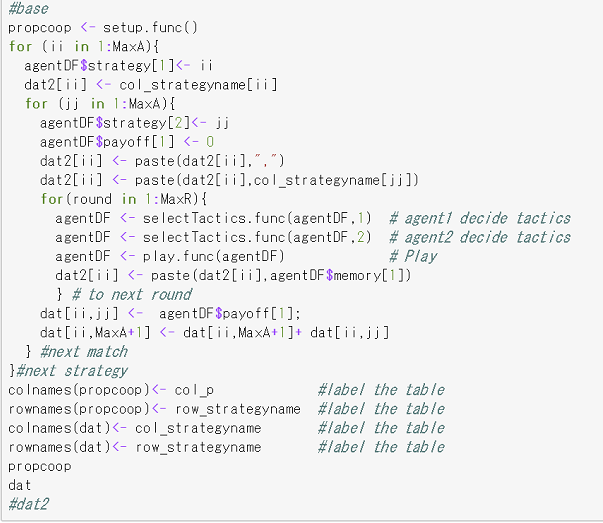 #base
propcoop <- setup.func()
for (ii in 1:MaxA){
  agentDF$strategy[1]<- ii
  dat2[ii] <- col_strategyname[ii]
  for (jj in 1:MaxA){
    agentDF$strategy[2]<- jj
    agentDF$payoff[1] <- 0
    dat2[ii] <- paste(dat2[ii],",")
    dat2[ii] <- paste(dat2[ii],col_strategyname[jj])
    for(round in 1:MaxR){
      agentDF <- selectTactics.func(agentDF,1)  # agent1 decide tactics
      agentDF <- selectTactics.func(agentDF,2)  # agent2 decide tactics
      agentDF <- play.func(agentDF)             # Play
      dat2[ii] <- paste(dat2[ii],agentDF$memory[1])
      } # to next round
    dat[ii,jj] <-  agentDF$payoff[1];
    dat[ii,MaxA+1] <- dat[ii,MaxA+1]+ dat[ii,jj]
  } #next match
}#next strategy
colnames(propcoop)<- col_p             #label the table
rownames(propcoop)<- row_strategyname  #label the table
colnames(dat)<- col_strategyname       #label the table
rownames(dat)<- row_strategyname       #label the table
propcoop
dat
#dat2